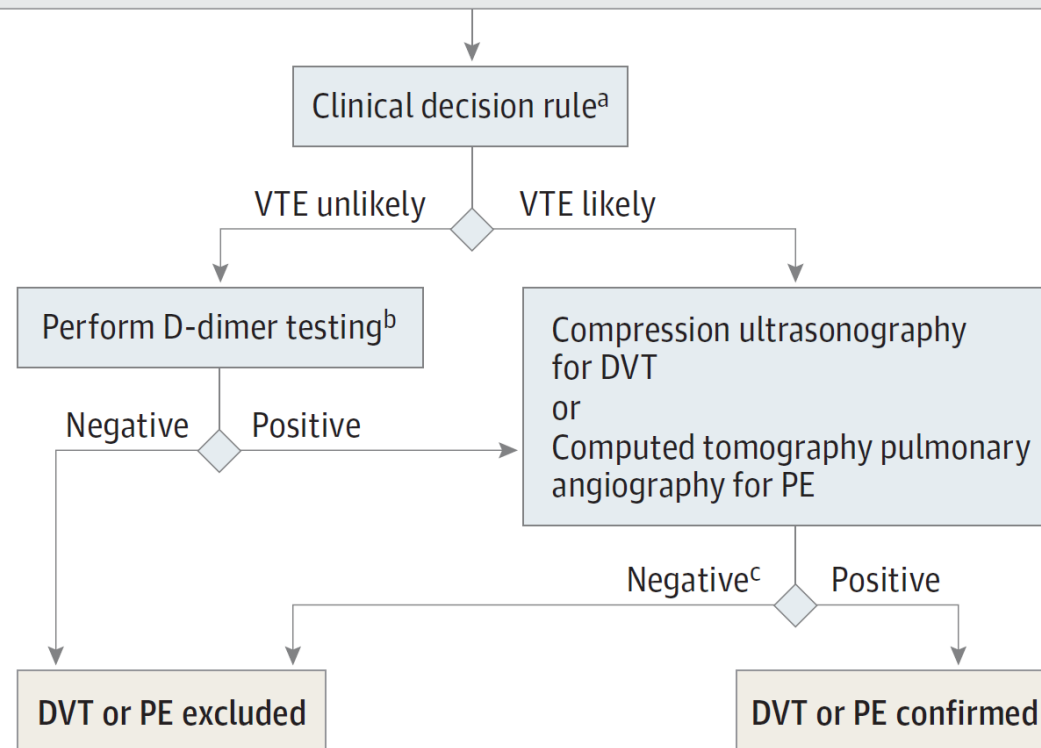 Clinical decision ruleᵃ
VTE unlikely
VTE likely
Perform D-dimer testingᵇ
Compression ultrasonography
for DVT
or
Computed tomography pulmonary
angiography for PE
Negative
Positive
Negativeᶜ
Positive
DVT or PE excluded
DVT or PE confirmed